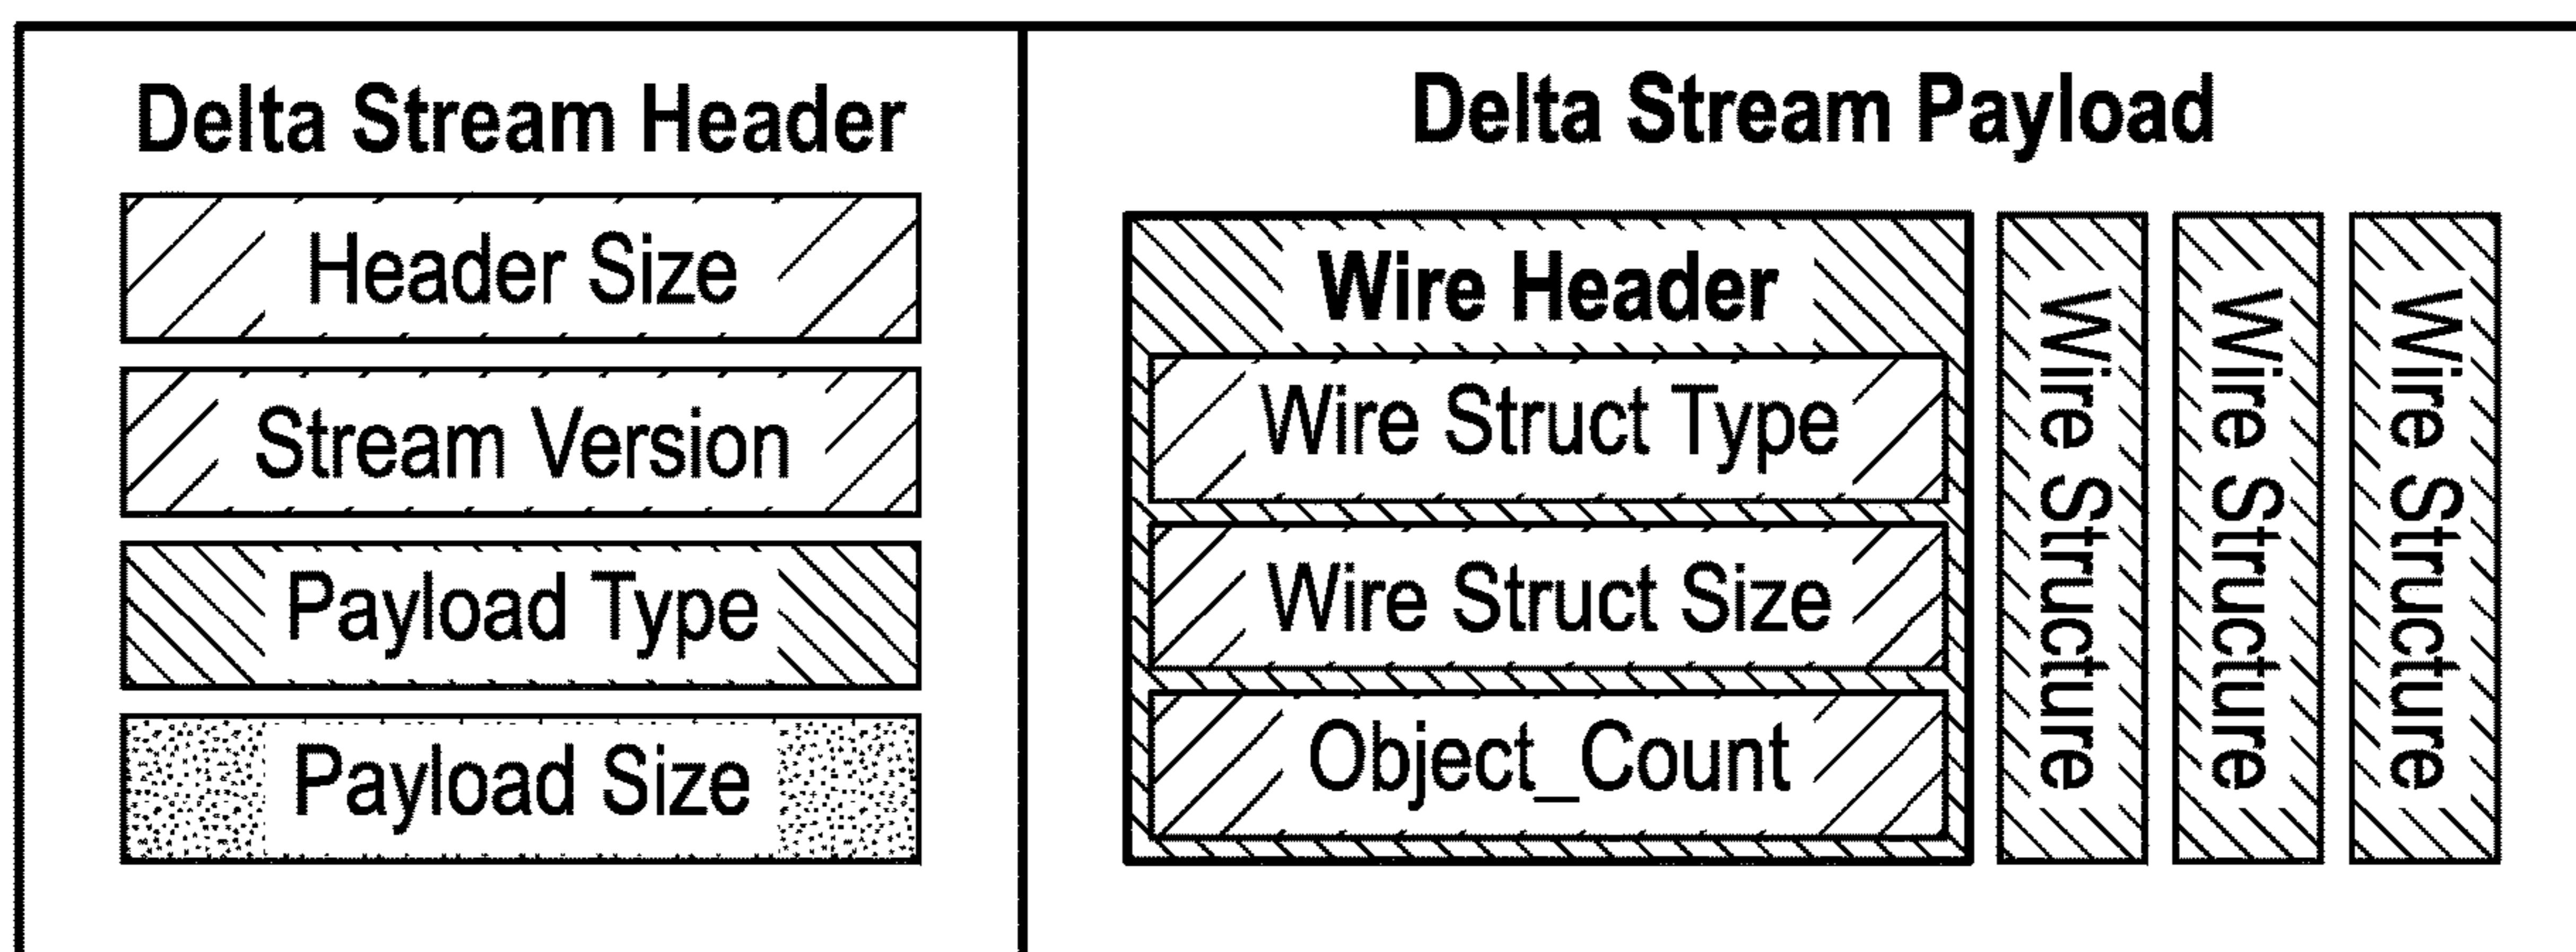 Delta Stream Header
Header Size
Stream Version
Payload Type
Payload Size
Delta Stream Payload
Wire Header
Wire Struct Type
Wire Struct Size
Object_Count
Wire Structure
Wire Structure
Wire Structure